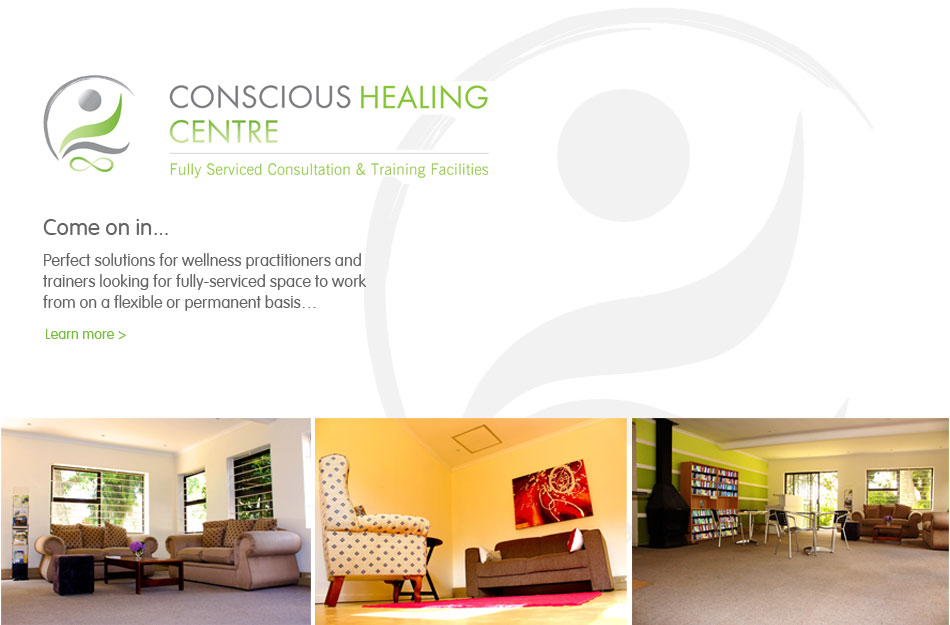 CONSCIOUS HEALING
CENTRE
Fully Serviced Consultation & Training Facilities
Come on in...
Perfect solutions for wellness practitioners and
trainers looking for fully-serviced space to work
from on a flexible or permanent basis...
Learn more >